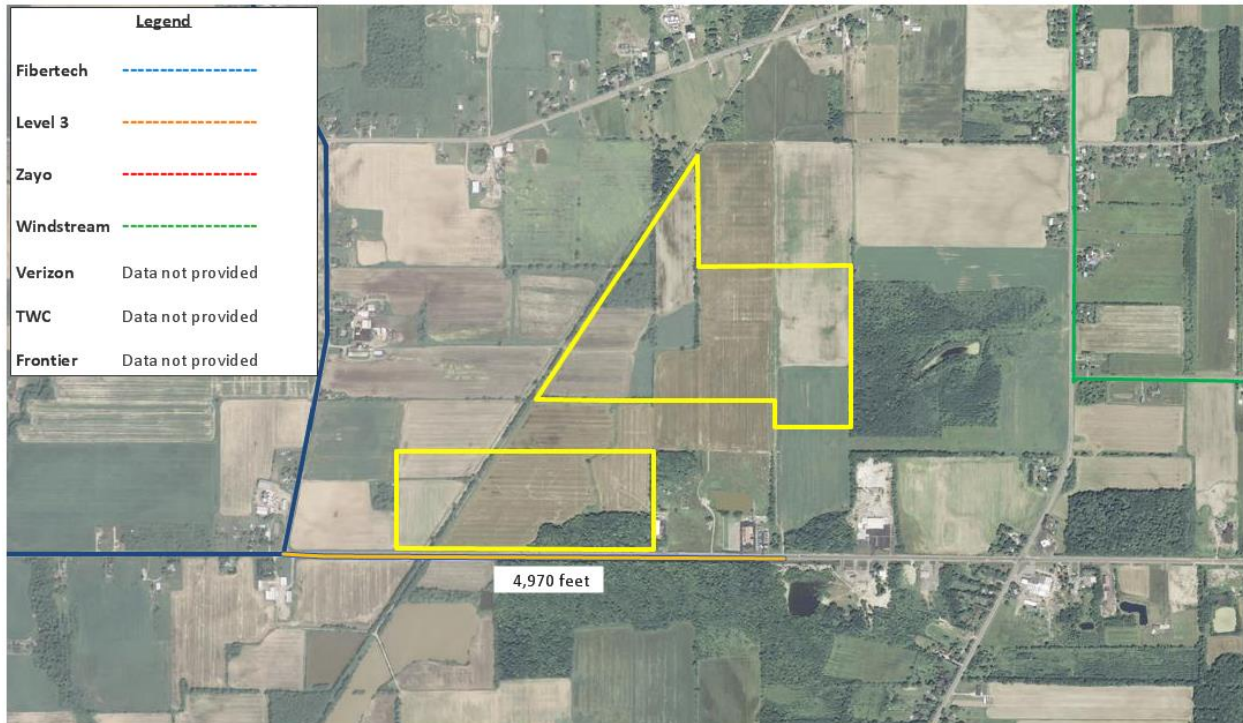 Legend
Fibertech
Level 3
Zayo
Windstream
Verizon Data not provided
TWC Data not provided
Frontier Data not provided
4,970 feet